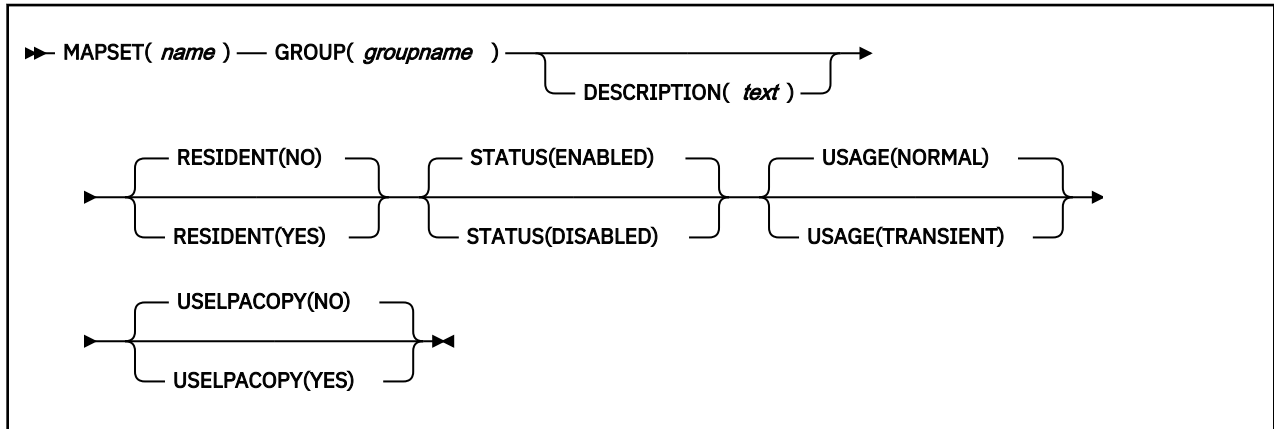 MAPSET( name ) GROUP( groupname )
DESCRIPTION( text )
RESIDENT(NO) STATUS(ENABLED) USAGE(NORMAL)
RESIDENT(YES) STATUS(DISABLED) USAGE(TRANSIENT)
USELPACOPY(NO)
USELPACOPY(YES)